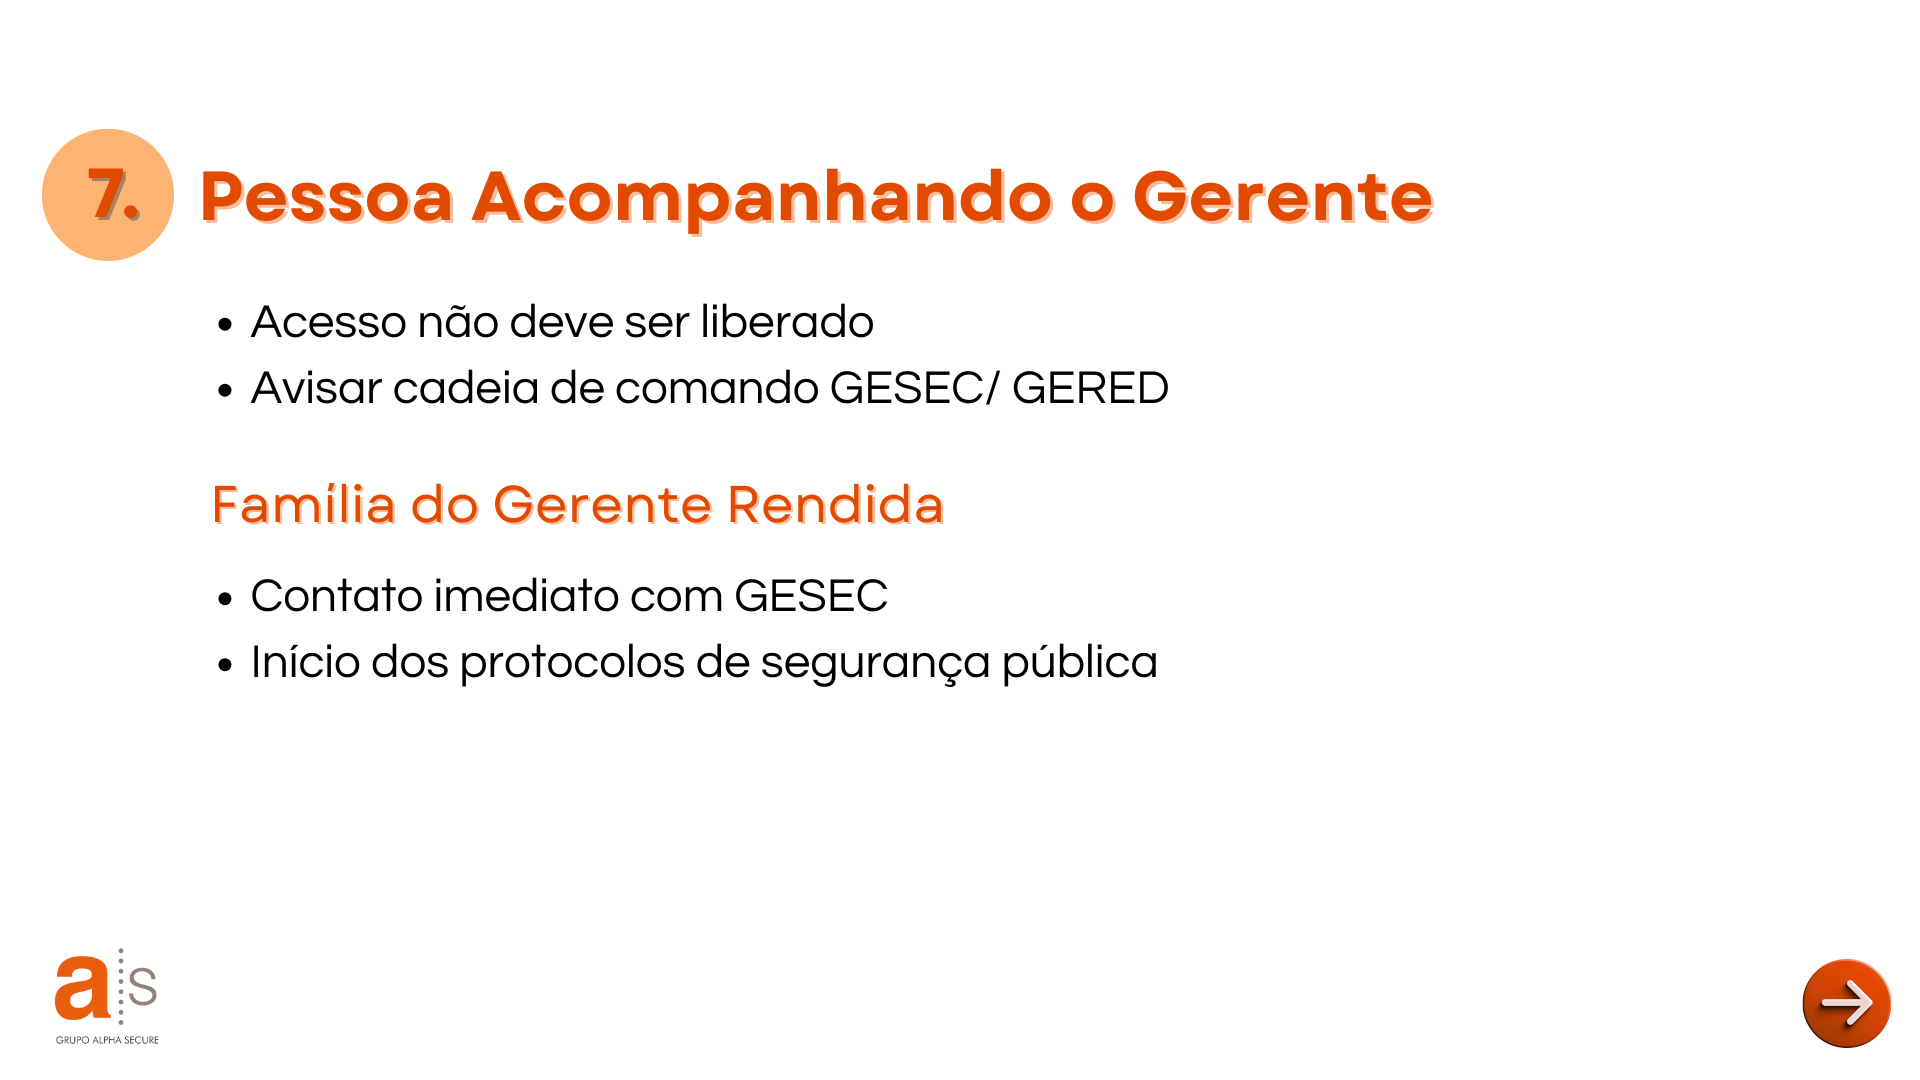 7. Pessoa Acompanhando o Gerente
• Acesso não deve ser liberado
• Avisar cadeia de comando GESEC/ GERED
Família do Gerente Rendida
• Contato imediato com GESEC
• Início dos protocolos de segurança pública
a s
GRUPO ALPHA SECURE